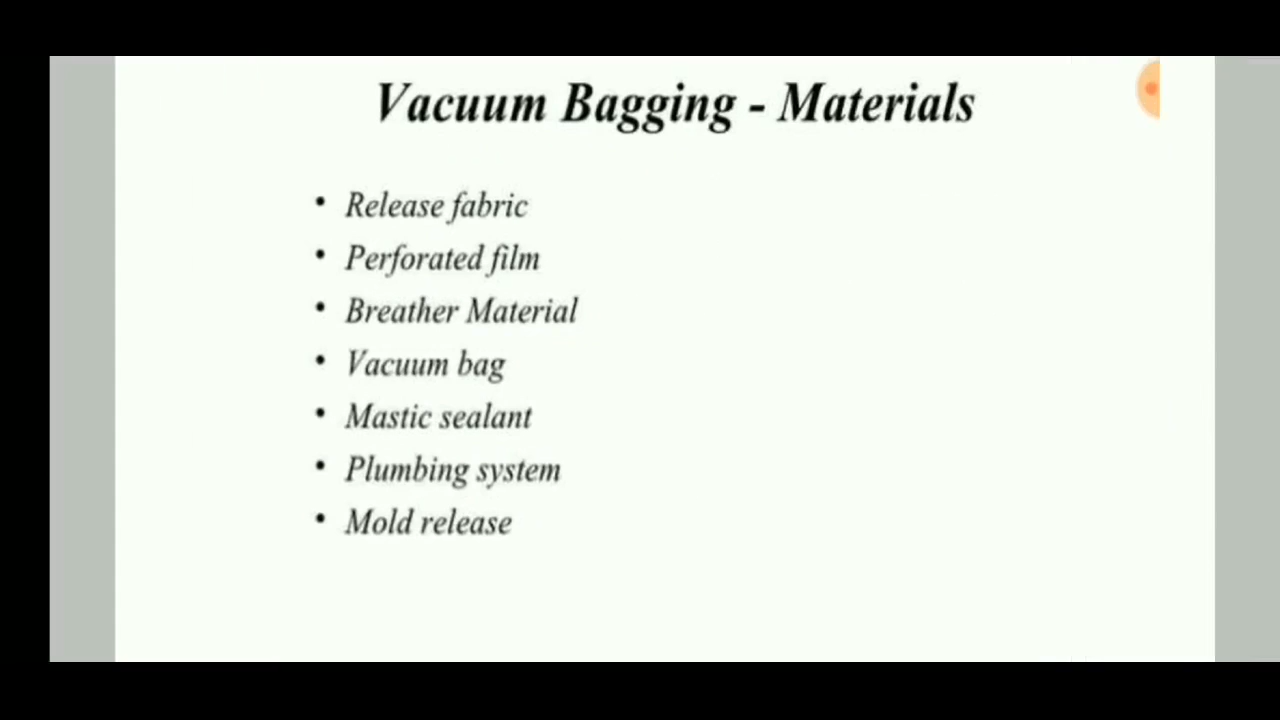 Vacuum Bagging - Materials
• Release fabric
• Perforated film
• Breather Material
• Vacuum bag
• Mastic sealant
• Plumbing system
• Mold release